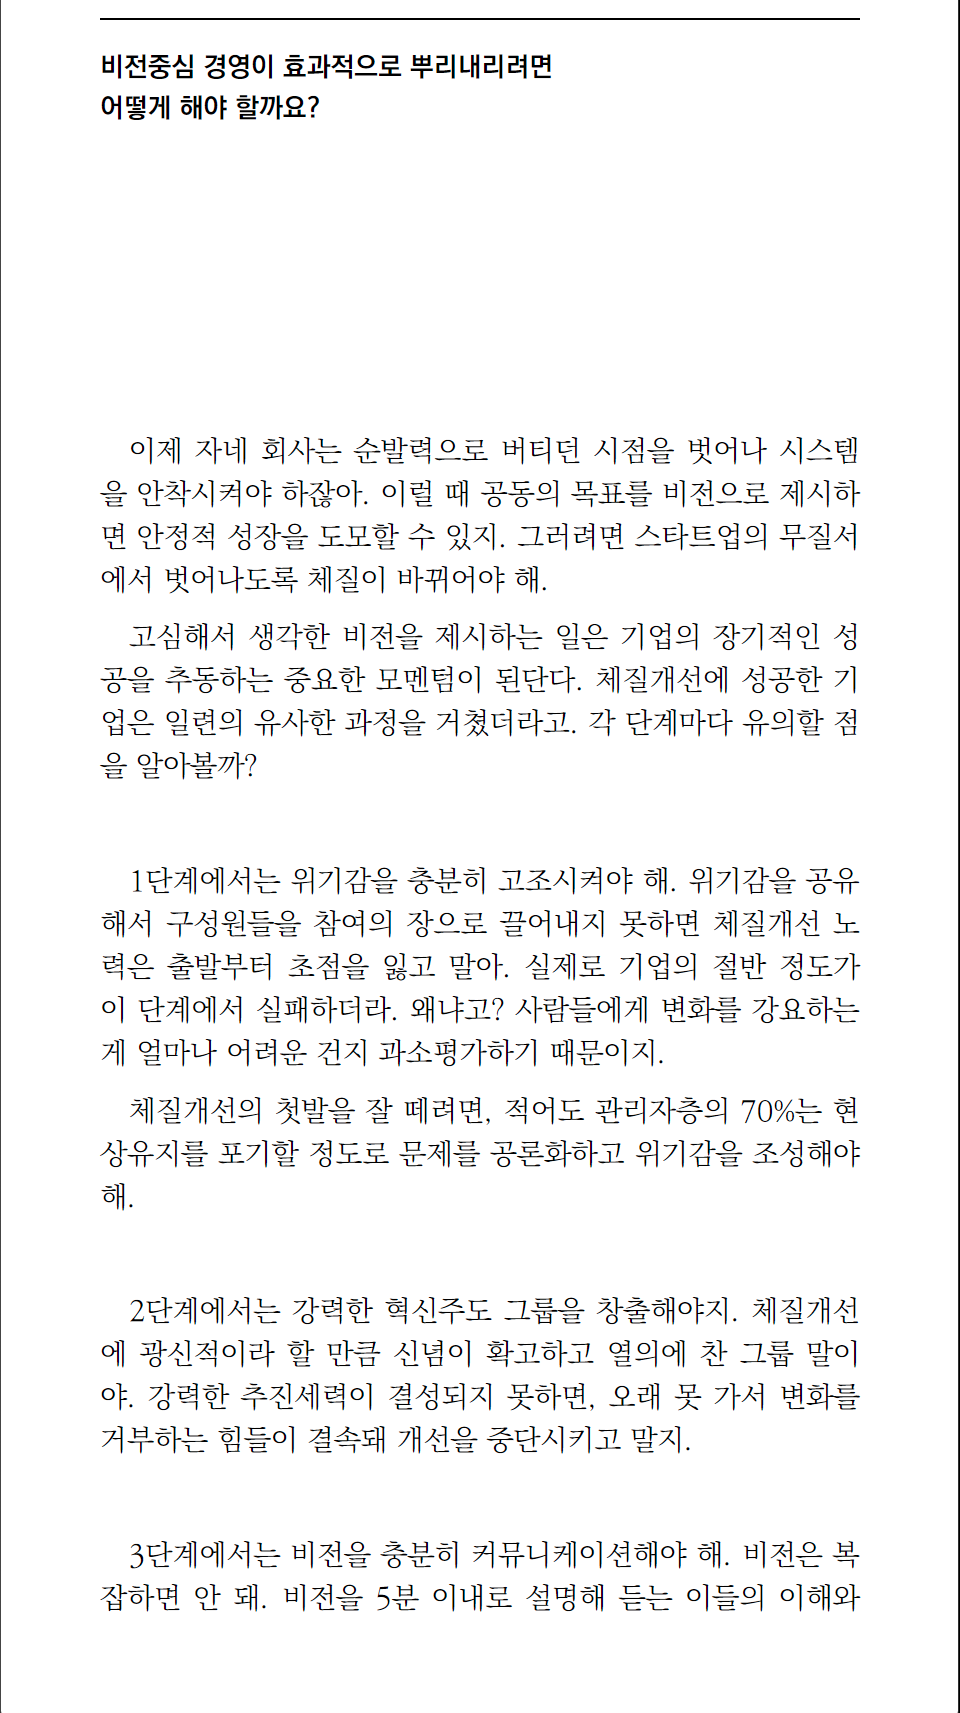 비전중심 경영이 효과적으로 뿌리내리려면
어떻게 해야 할까요?
이제 자네 회사는 순발력으로 버티던 시점을 벗어나 시스템
을 안착시켜야 하잖아. 이럴 때 공동의 목표를 비전으로 제시하
면 안정적 성장을 도모할 수 있지. 그러려면 스타트업의 무질서
에서 벗어나도록 체질이 바뀌어야 해.
고심해서 생각한 비전을 제시하는 일은 기업의 장기적인 성
공을 추동하는 중요한 모멘텀이 된단다. 체질개선에 성공한 기
업은 일련의 유사한 과정을 거쳤더라고. 각 단계마다 유의할 점
을 알아볼까?
1단계에서는 위기감을 충분히 고조시켜야 해. 위기감을 공유
해서 구성원들을 참여의 장으로 끌어내지 못하면 체질개선 노
력은 출발부터 초점을 잃고 말아. 실제로 기업의 절반 정도가
이 단계에서 실패하더라. 왜냐고? 사람들에게 변화를 강요하는
게 얼마나 어려운 건지 과소평가하기 때문이지.
체질개선의 첫발을 잘 떼려면, 적어도 관리자층의 70%는 현
상유지를 포기할 정도로 문제를 공론화하고 위기감을 조성해야
해.
2단계에서는 강력한 혁신주도 그룹을 창출해야지. 체질개선
에 광신적이라 할 만큼 신념이 확고하고 열의에 찬 그룹 말이
야. 강력한 추진세력이 결성되지 못하면, 오래 못 가서 변화를
거부하는 힘들이 결속돼 개선을 중단시키고 말지.
3단계에서는 비전을 충분히 커뮤니케이션해야 해. 비전은 복
잡하면 안 돼. 비전을 5분 이내로 설명해 듣는 이들의 이해와